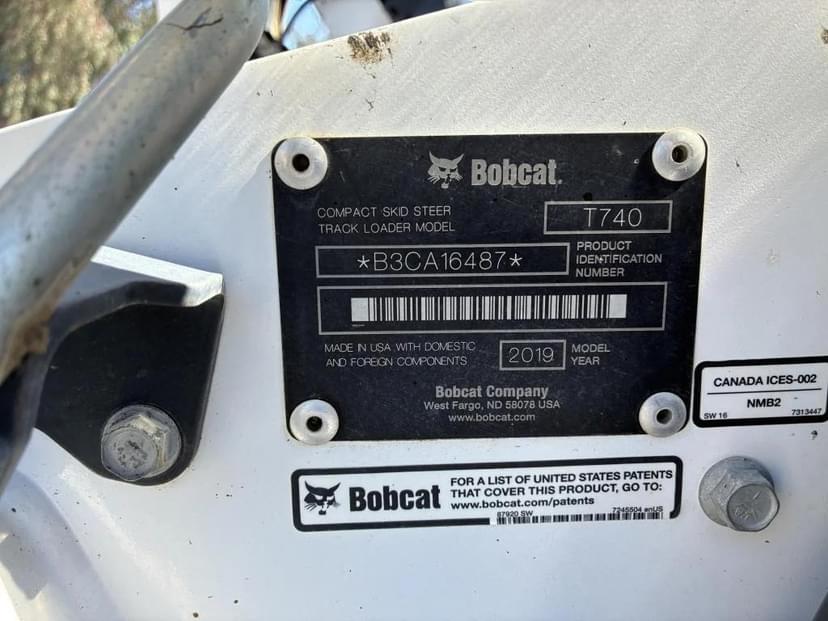 Bobcat
COMPACT SKID STEER
TRACK LOADER MODEL
T740
*B3CA16487*
PRODUCT
IDENTIFICATION
NUMBER
MADE IN USA WITH DOMESTIC
AND FOREIGN COMPONENTS
2019
MODEL
YEAR
Bobcat Company
West Fargo, ND 58078 USA
www.bobcat.com
CANADA ICES-002
NMB2
SW 16 7313447
Bobcat
FOR A LIST OF UNITED STATES PATENTS
THAT COVER THIS PRODUCT, GO TO:
www.bobcat.com/patents
87920 SW 7245504 enUS